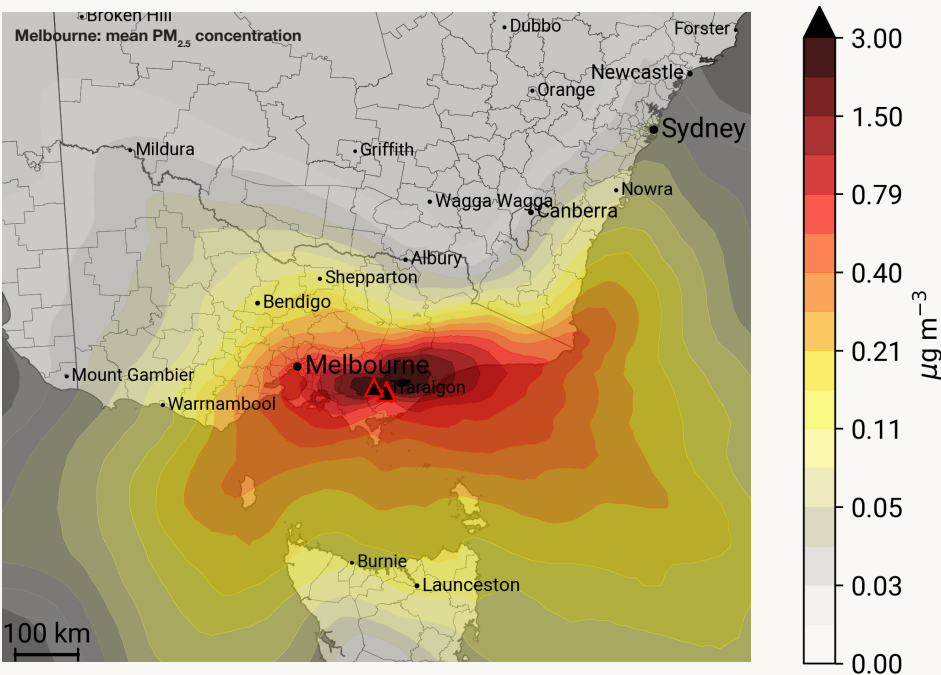 Broken Hill
Melbourne: mean PM2.5 concentration
Dubbo
Forster
Newcastle
Orange
Sydney
Mildura
Griffith
Nowra
Wagga Wagga
Canberra
Albury
Shepparton
Bendigo
Melbourne
Mount Gambier
Traralgon
Warrnambool
Burnie
Launceston
100 km
3.00
1.50
0.79
0.40
0.21
0.11
0.05
0.03
0.00
μg m−3